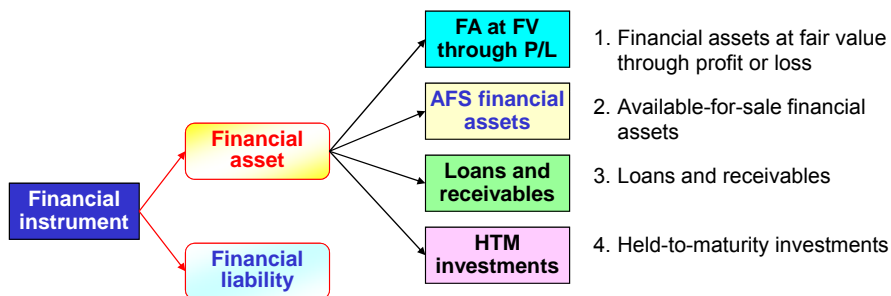 FA at FV
through P/L
1. Financial assets at fair value
through profit or loss
AFS financial
assets
2. Available-for-sale financial
assets
Financial
asset
Loans and
receivables
3. Loans and receivables
Financial
instrument
Financial
liability
HTM
investments
4. Held-to-maturity investments